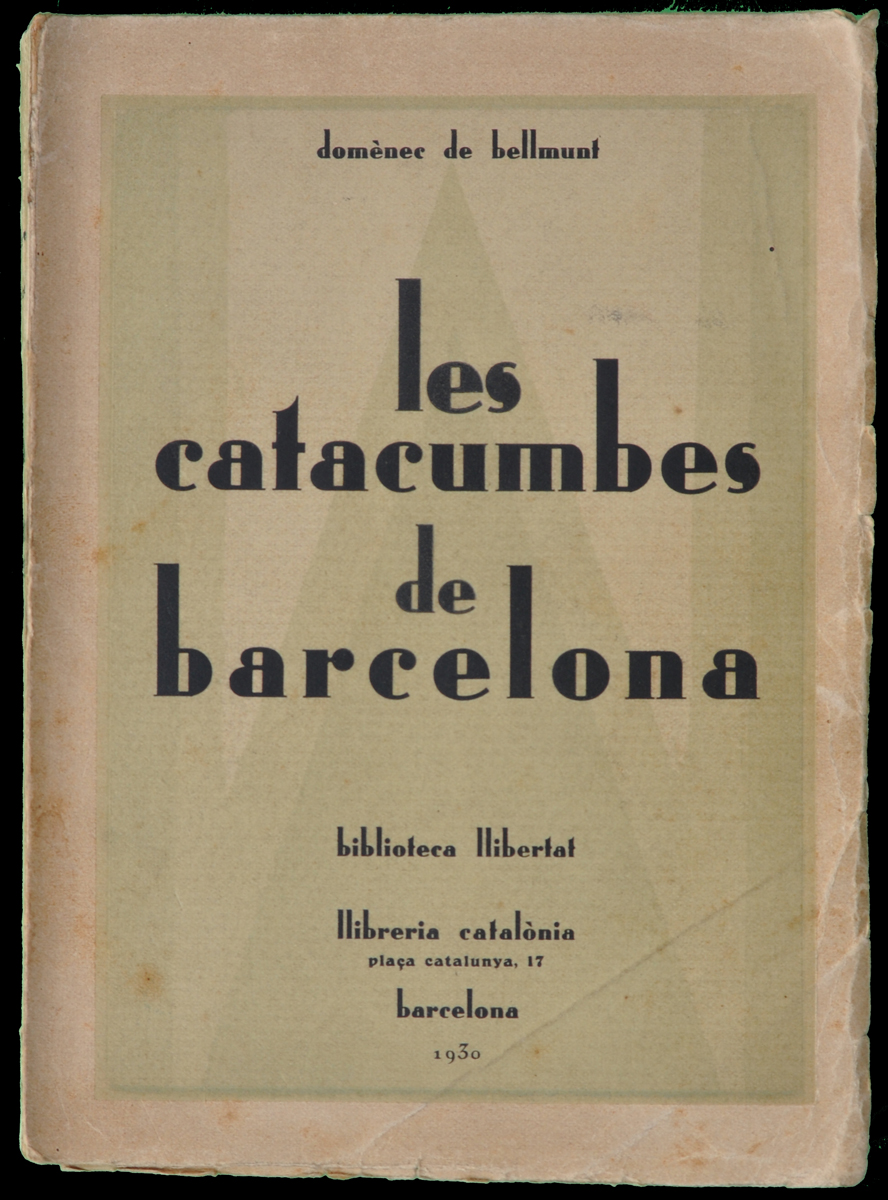 domènec de bellmunt
les
catacumbes
de
barcelona
biblioteca llibertat
llibreria catalònia
plaça catalunya, 17
barcelona
1930